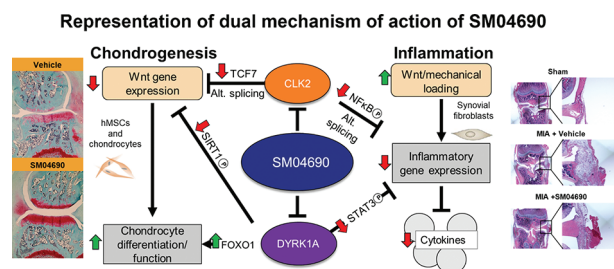 Representation of dual mechanism of action of SM04690
Vehicle
SM04690
Chondrogenesis
Wnt gene
expression
hMSCs
and
chondrocytes
Chondrocyte
differentiation/
function
TCF7
Alt. splicing
CLK2
SIRT1 P
SM04690
FOXO1
DYRK1A
NFkB P
Alt.
splicing
STAT3 P
Inflammation
Wnt/mechanical
loading
Synovial
fibroblasts
Inflammatory
gene expression
Cytokines
Sham
MIA + Vehicle
MIA +SM04690